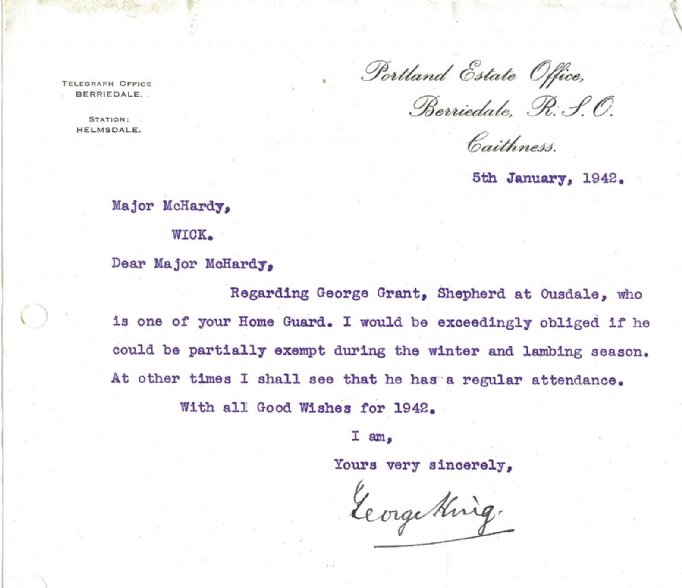 TELEGRAPH OFFICE
BERRIEDALE.
STATION:
HELMSDALE.
Portland Estate Office,
Berriedale, R.S.O.
Caithness.
5th January, 1942.
Major McHardy,
WICK.
Dear Major McHardy,
Regarding George Grant, Shepherd at Ousdale, who
is one of your Home Guard. I would be exceedingly obliged if he
could be partially exempt during the winter and lambing season.
At other times I shall see that he has a regular attendance.
With all Good Wishes for 1942.
I am,
Yours very sincerely,
George King.